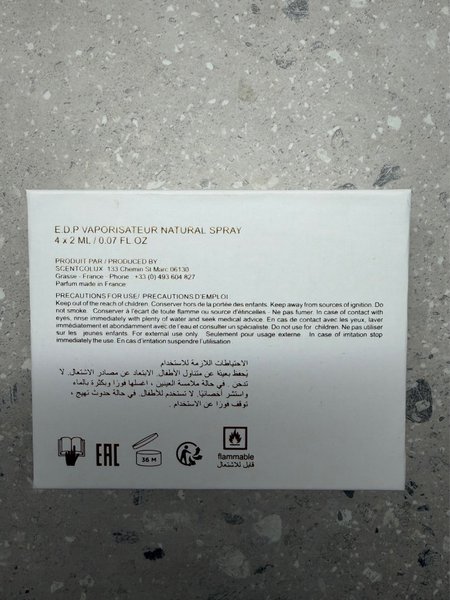 E.D.P VAPORISATEUR NATURAL SPRAY
4 x 2 ML / 0.07 FL.OZ
PRODUIT PAR / PRODUCED BY
SCENTCOLUX 133 Chemin St Marc 06130
Grasse - France - Phone : +33 (0) 493 604 827
Parfum made in France
PRECAUTIONS FOR USE/ PRÉCAUTIONS D'EMPLOI
Keep out of the reach of children. Conserver hors de la portée des enfants. Keep away from sources of ignition. Do
not smoke. Conserver à l'écart de toute flamme ou source d'étincelles - Ne pas fumer. In case of contact with
eyes, rinse immediately with plenty of water and seek medical advice. En cas de contact avec les yeux, laver
immédiatement et abondamment avec de l'eau et consulter un spécialiste. Do not use for children. Ne pas utiliser
sur les jeunes enfants. For external use only. Seulement pour usage externe. In case of irritation stop
immediately the use. En cas d'irritation suspendre l'utilisation
الاحتياطات اللازمة للاستخدام
يُحفظ بعيدًا عن متناول الأطفال. الابتعاد عن مصادر الاشتعال. لا
تدخن. في حالة ملامسة العينين ، اغسلها فورًا وبكثرة بالماء
واستشر أخصائيًا. لا تستخدم للأطفال. في حالة حدوث تهيج ،
توقف فورًا عن الاستخدام.
EAC
36 M
flammable
قابل للاشتعال